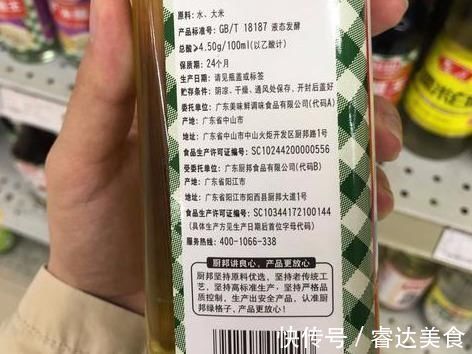 原料：水、大米
产品标准号：GB/T 18187 液态发酵
总酸≥4.50g/100ml(以乙酸计)
保质期：24个月
生产日期：请见瓶盖或标签
贮存条件：阴凉、干燥、通风处保存，开封后盖好
委托单位：广东美味鲜调味食品有限公司(代码A)
产地：广东省中山市
地址：广东省中山市中山火炬开发区厨邦路1号
食品生产许可证编号：SC10244200000556
受委托单位：广东厨邦食品有限公司(代码B)
产地：广东省阳江市
地址：广东省阳江市阳西县厨邦大道1号
食品生产许可证编号：SC10344172100144
(具体生产方见生产日期后首位字母代码)
服务热线：400-1066-338
厨邦讲良心，产品更放心
厨邦坚持原料优选，坚持老传统工
艺，坚持高标准生产，坚持严格品
质控制，生产出安全产品，认准厨
邦绿格子，产品更放心！
快传号／睿达美食